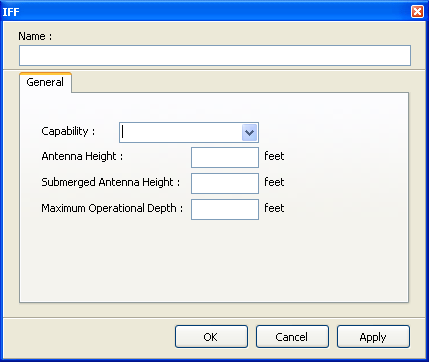 IFF
Name :
General
Capability :
Antenna Height : feet
Submerged Antenna Height : feet
Maximum Operational Depth : feet
OK Cancel Apply